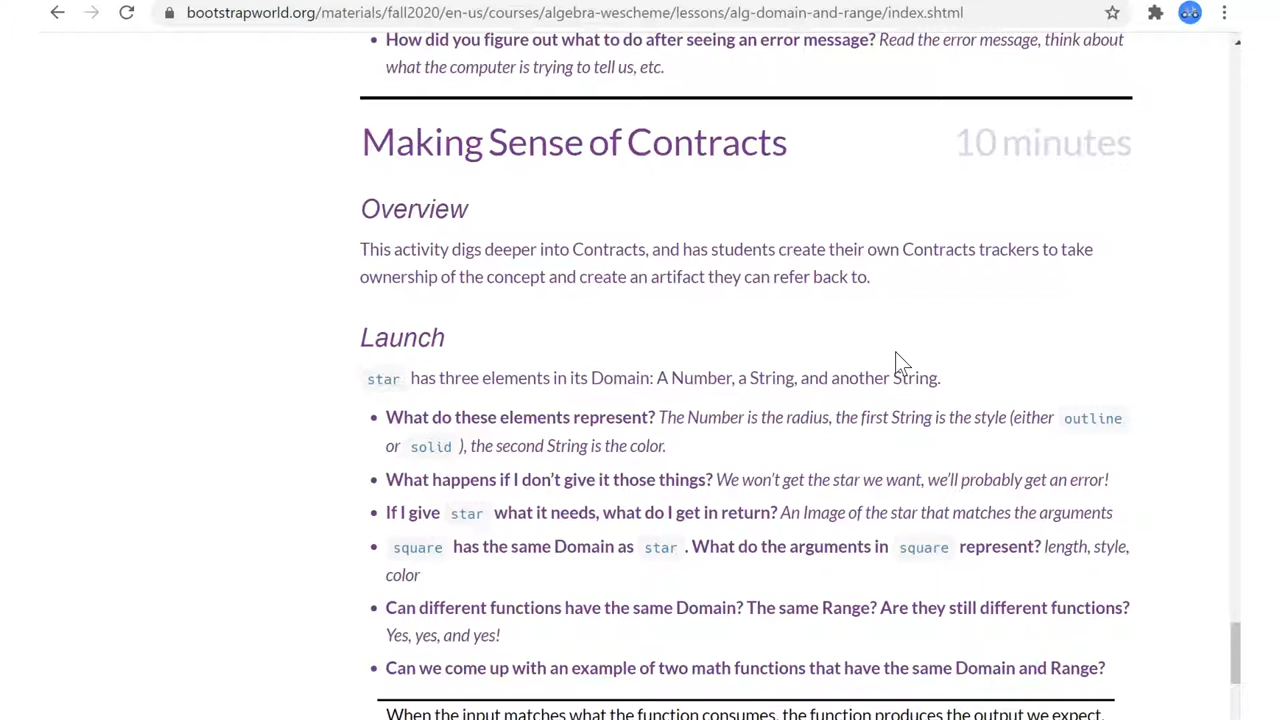 bootstrapworld.org/materials/fall2020/en-us/courses/algebra-wescheme/lessons/alg-domain-and-range/index.shtml
• How did you figure out what to do after seeing an error message? Read the error message, think about
what the computer is trying to tell us, etc.
Making Sense of Contracts 10 minutes
Overview
This activity digs deeper into Contracts, and has students create their own Contracts trackers to take
ownership of the concept and create an artifact they can refer back to.
Launch
star has three elements in its Domain: A Number, a String, and another String.
• What do these elements represent? The Number is the radius, the first String is the style (either outline
or solid ), the second String is the color.
• What happens if I don’t give it those things? We won’t get the star we want, we’ll probably get an error!
• If I give star what it needs, what do I get in return? An Image of the star that matches the arguments
• square has the same Domain as star . What do the arguments in square represent? length, style,
color
• Can different functions have the same Domain? The same Range? Are they still different functions?
Yes, yes, and yes!
• Can we come up with an example of two math functions that have the same Domain and Range?
When the input matches what the function consumes, the function produces the output we expect.